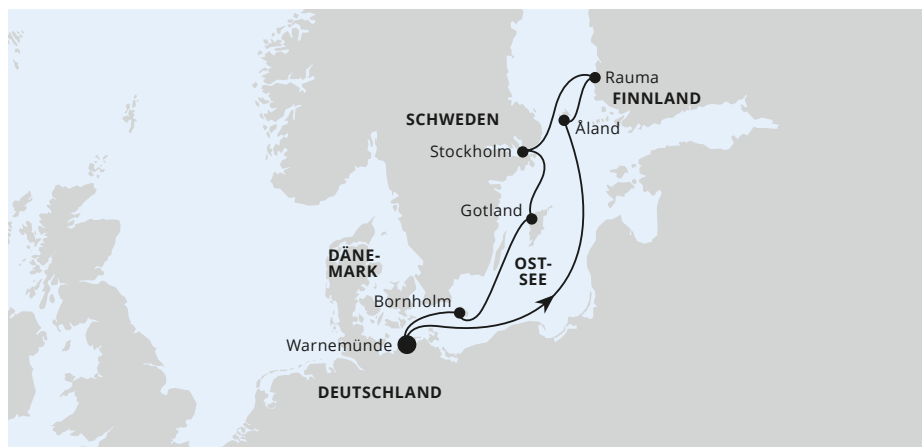 Rauma
FINNLAND
SCHWEDEN
Åland
Stockholm
Gotland
DÄNE-
MARK
OST-
SEE
Bornholm
Warnemünde
DEUTSCHLAND